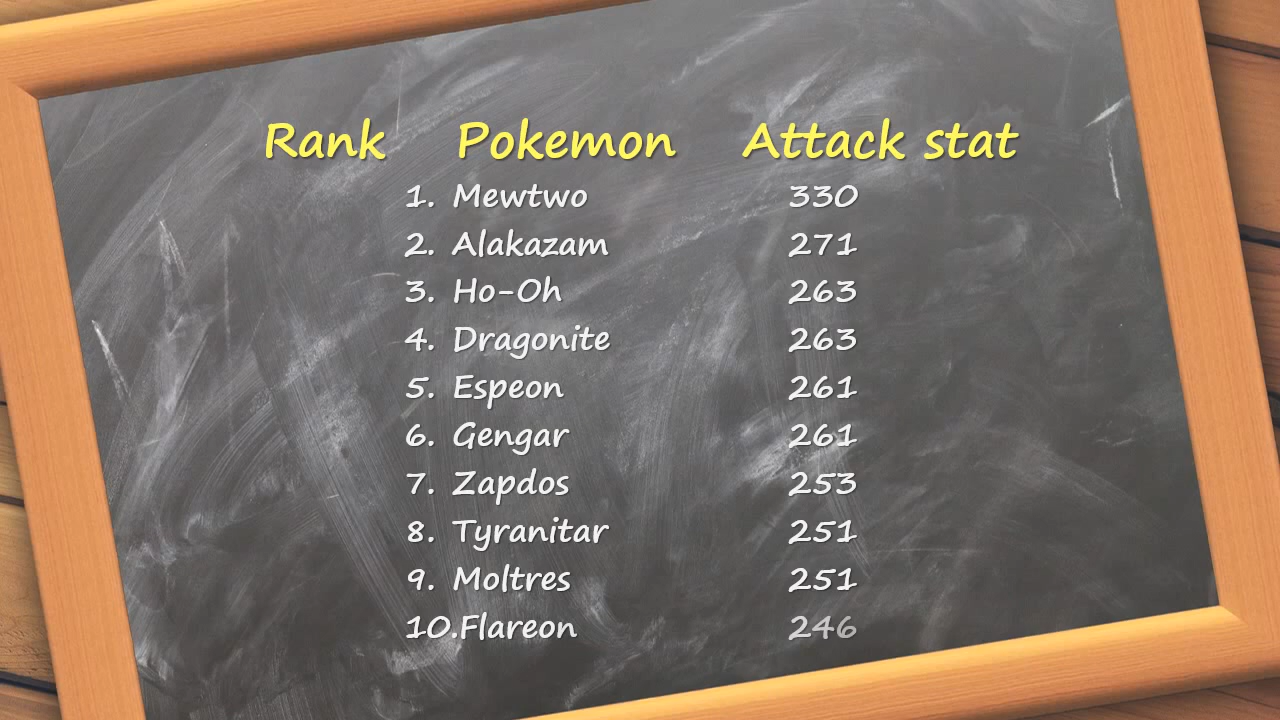 Rank Pokemon Attack stat
1. Mewtwo 330
2. Alakazam 271
3. Ho-Oh 263
4. Dragonite 263
5. Espeon 261
6. Gengar 261
7. Zapdos 253
8. Tyranitar 251
9. Moltres 251
10.Flareon 246